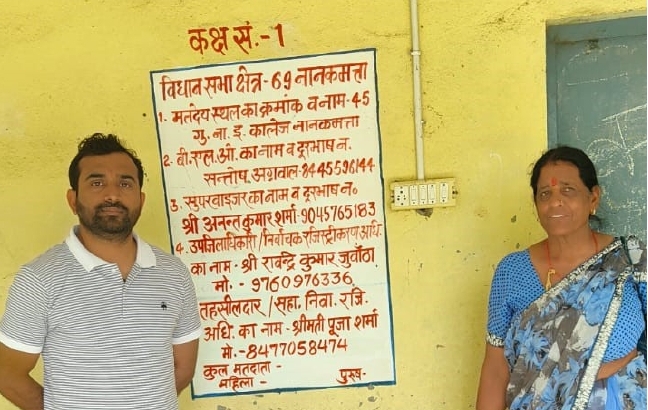 कक्ष सं.- 1
विधान सभा क्षेत्र - 69 नानकमत्ता
1. मतदेय स्थल का क्रमांक व नाम - 45
गु. ना. इ. कालेज नानकमत्ता
2. बी.एल.ओ. का नाम व दूरभाष न.
सन्तोष अग्रवाल - 8445596144
3. सुपरवाइजर का नाम व दूरभाष न०
श्री अनन्त कुमार शर्मा - 9045765183
4. उपजिलाधिकारी / निर्वाचक रजिस्ट्रीकरण अधि.
का नाम - श्री रविन्द्र कुमार जुवांठा
मो. - 9760976336.
तहसीलदार / सहा. निवा. रजि.
अधि. का नाम - श्रीमती पूजा शर्मा
मो. - 8477058474
कुल मतदाता -
महिला - पुरुष -